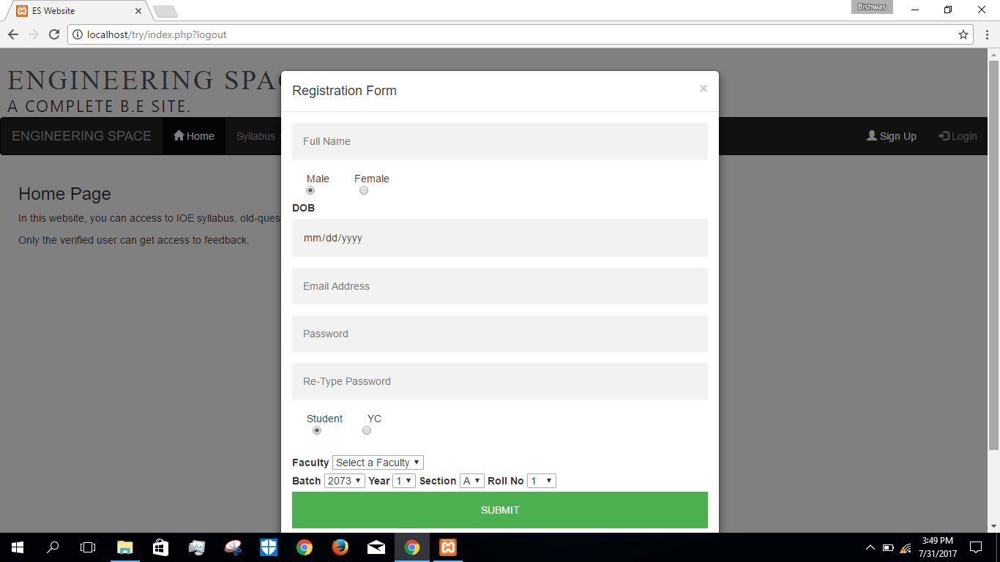 ES Website
Bishwas
localhost/try/index.php?logout
ENGINEERING SPAC
A COMPLETE B.E SITE.
ENGINEERING SPACE Home Syllabus Sign Up Login
Home Page
In this website, you can access to IOE syllabus, old-ques
Only the verified user can get access to feedback.
Registration Form ×
Full Name
Male Female
DOB
mm/dd/yyyy
Email Address
Password
Re-Type Password
Student YC
Faculty Select a Faculty
Batch 2073 Year 1 Section A Roll No 1
SUBMIT
3:49 PM
7/31/2017